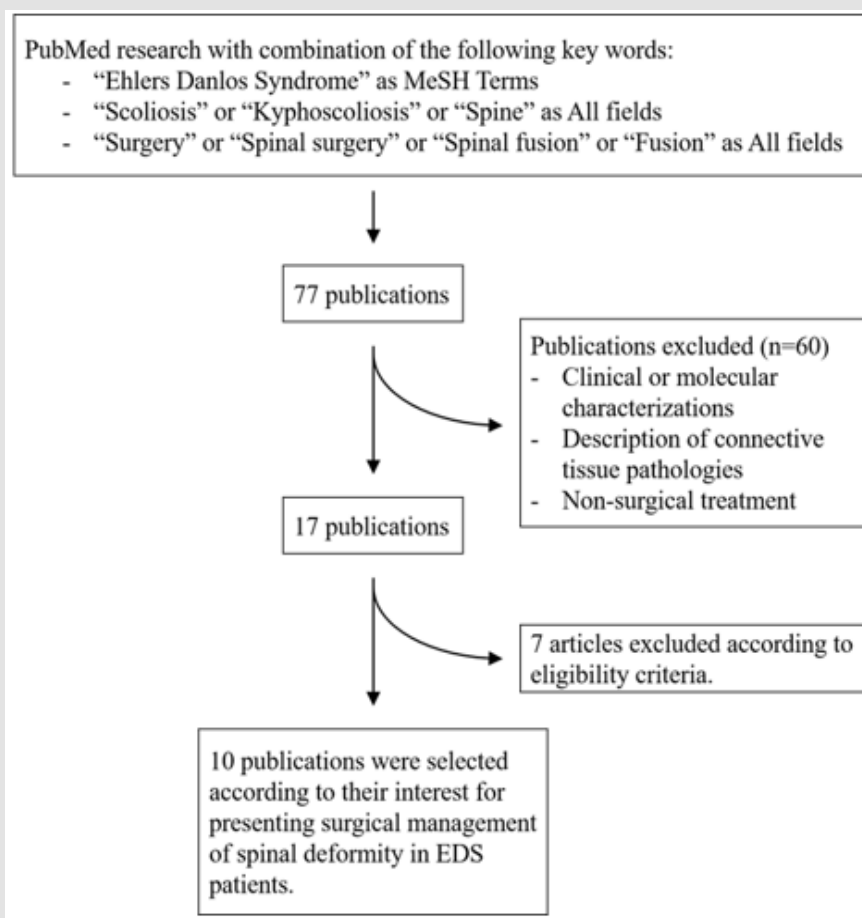 PubMed research with combination of the following key words:
- “Ehlers Danlos Syndrome” as MeSH Terms
- “Scoliosis” or “Kyphoscoliosis” or “Spine” as All fields
- “Surgery” or “Spinal surgery” or “Spinal fusion” or “Fusion” as All fields
77 publications
Publications excluded (n=60)
- Clinical or molecular
characterizations
- Description of connective
tissue pathologies
- Non-surgical treatment
17 publications
7 articles excluded according to
eligibility criteria.
10 publications were selected
according to their interest for
presenting surgical management
of spinal deformity in EDS
patients.